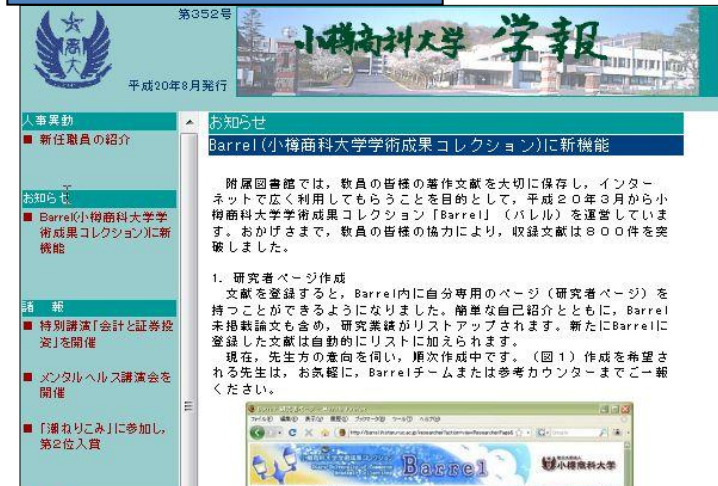 第352号
小樽商科大学 学報
平成20年8月発行
人事異動
■ 新任職員の紹介
お知らせ
■ Barrel(小樽商科大学学
術成果コレクション)に新
機能
諸 報
■ 特別講演「会計と証券投
資」を開催
■ メンタルヘルス講演会を
開催
■ 「潮ねりこみ」に参加し,
第2位入賞
お知らせ
Barrel(小樽商科大学学術成果コレクション)に新機能
附属図書館では,教員の皆様の著作文献を大切に保存し,インター
ネットで広く利用してもらうことを目的として,平成20年3月から小
樽商科大学学術成果コレクション「Barrel」(バレル)を運営していま
す。おかげさまで,教員の皆様の協力により,収録文献は800件を突
破しました。
1. 研究者ページ作成
文献を登録すると,Barrel内に自分専用のページ(研究者ページ)を
持つことができるようになりました。簡単な自己紹介とともに,Barrel
未掲載論文も含め,研究業績がリストアップされます。新たにBarrelに
登録した文献は自動的にリストに加えられます。
現在,先生方の意向を伺い,順次作成中です。(図1)作成を希望さ
れる先生は,お気軽に,Barrelチームまたは参考カウンターまでご一報
ください。
Barrel
小樽商科大学